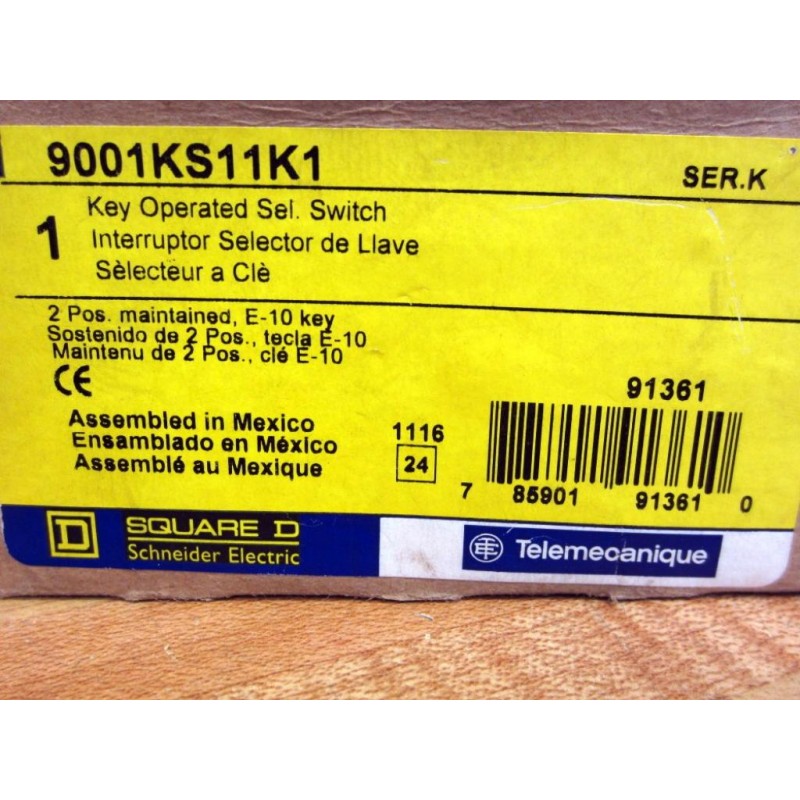 9001KS11K1
SER.K
1
Key Operated Sel. Switch
Interruptor Selector de Llave
Sèlecteur a Clè
2 Pos. maintained, E-10 key
Sostenido de 2 Pos., tecla E-10
Maintenu de 2 Pos., clé E-10
CE
Assembled in Mexico
Ensamblado en México
Assemblé au Mexique
1116
24
91361
7 85901 91361 0
D
SQUARE D
Schneider Electric
TE
Telemecanique